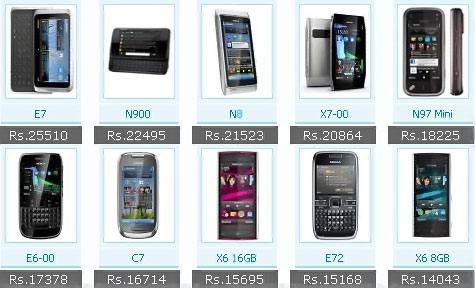 E7 N900 N8 X7-00 N97 Mini
Rs.25510 Rs.22495 Rs.21523 Rs.20864 Rs.18225
E6-00 C7 X6 16GB E72 X6 8GB
Rs.17378 Rs.16714 Rs.15695 Rs.15168 Rs.14043